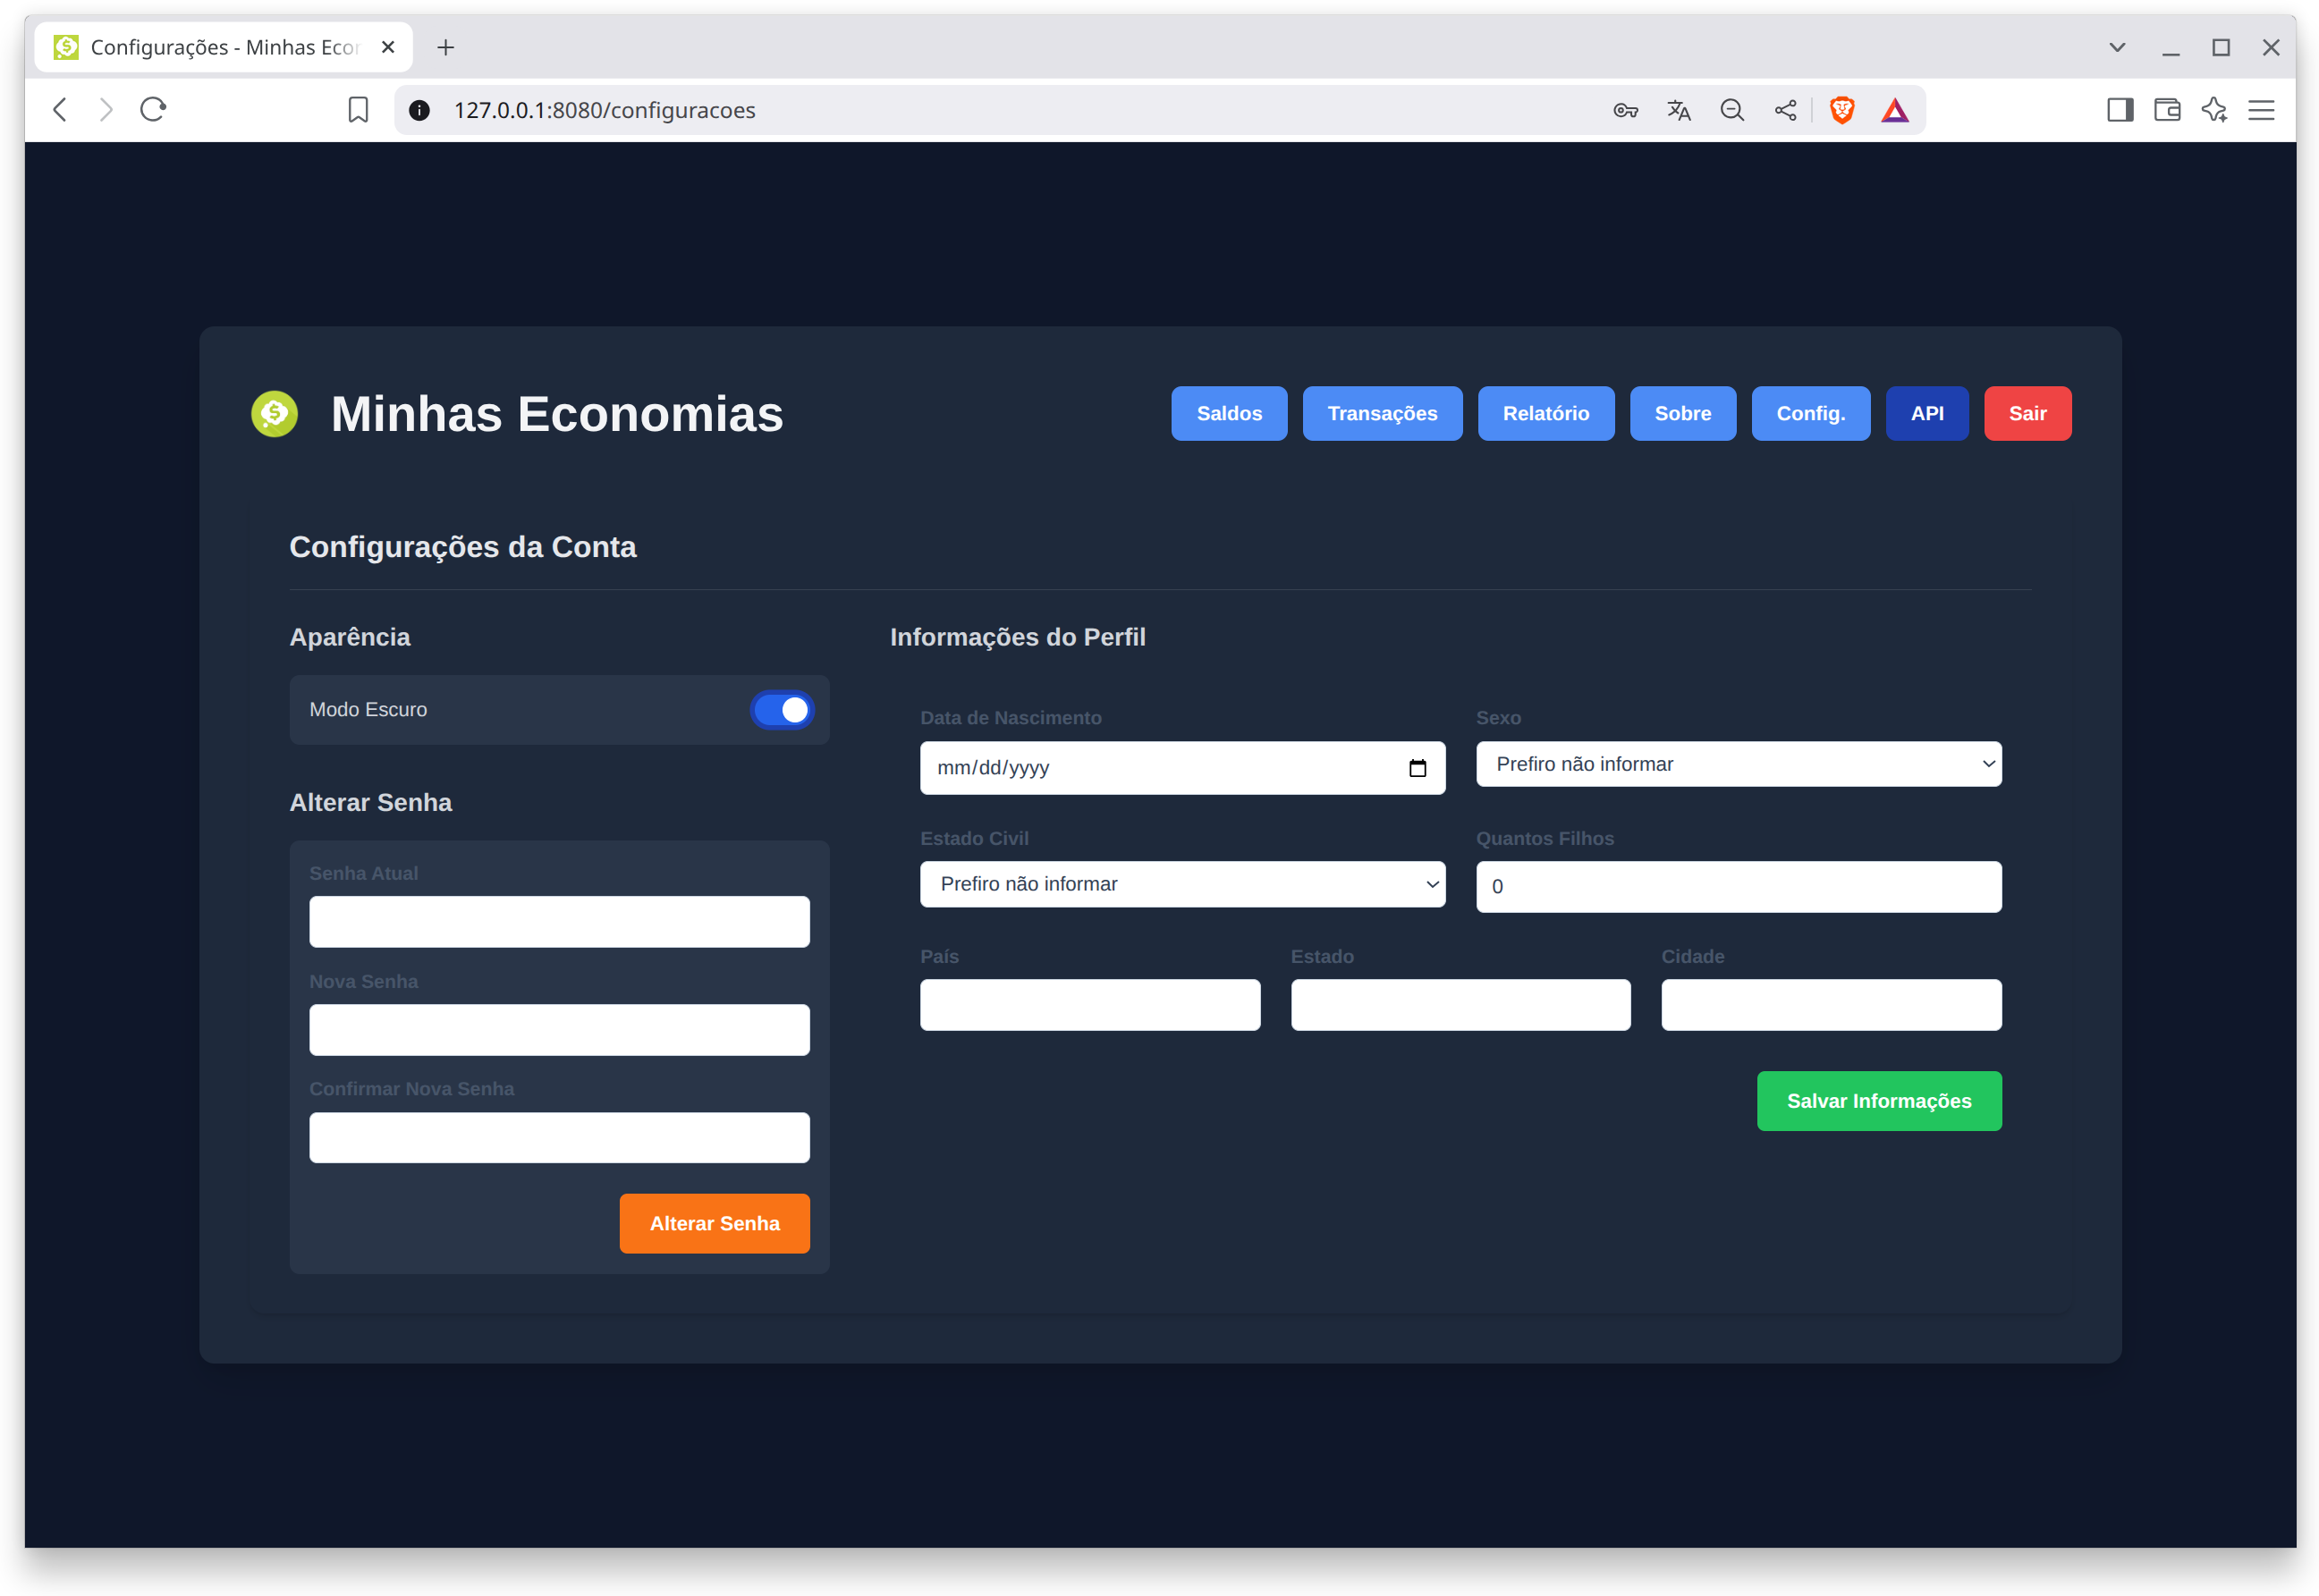 Configurações - Minhas Econ
127.0.0.1:8080/configuracoes
Minhas Economias
Saldos
Transações
Relatório
Sobre
Config.
API
Sair
Configurações da Conta
Aparência
Modo Escuro
Alterar Senha
Senha Atual
Nova Senha
Confirmar Nova Senha
Alterar Senha
Informações do Perfil
Data de Nascimento
Sexo
mm/dd/yyyy
Prefiro não informar
Estado Civil
Quantos Filhos
Prefiro não informar
0
País
Estado
Cidade
Salvar Informações